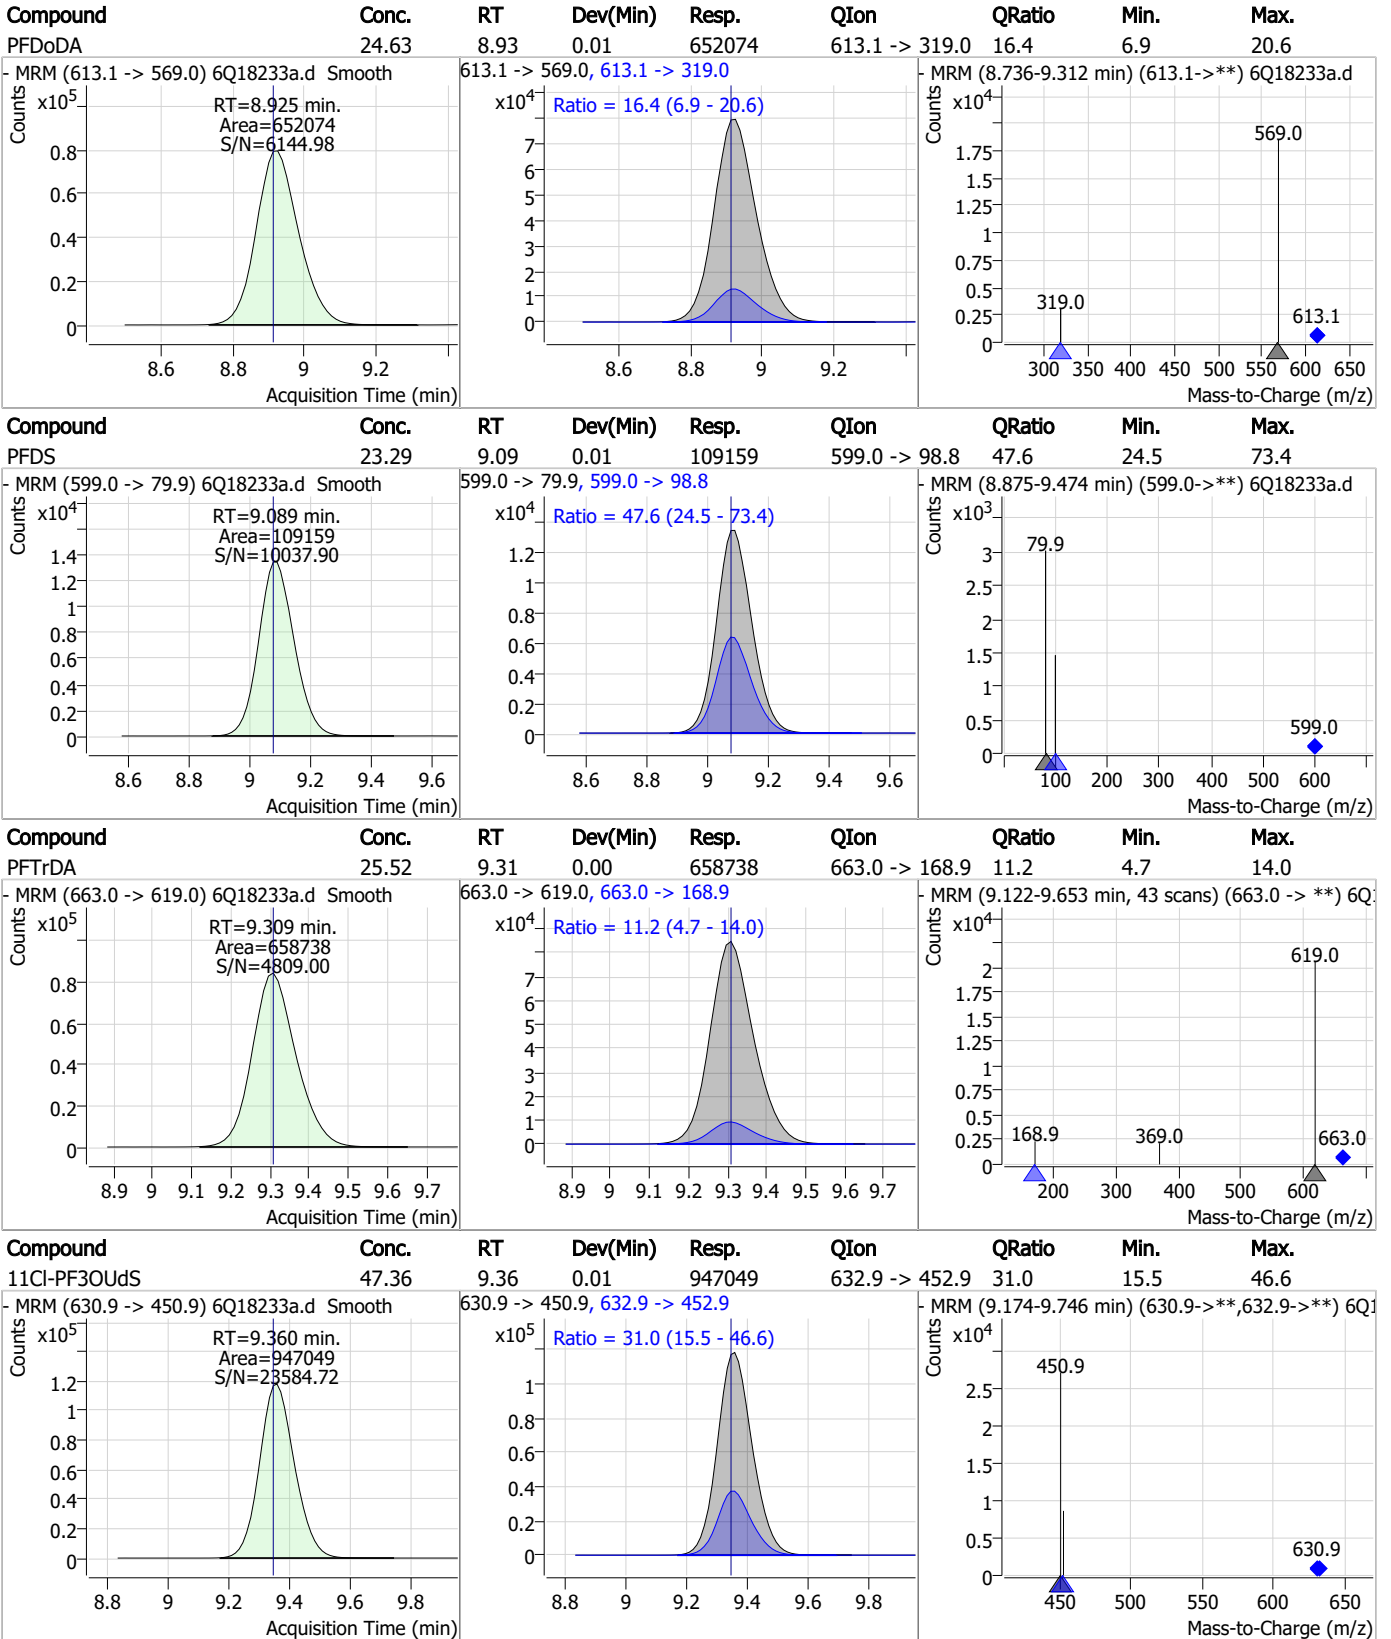 Compound Conc. RT Dev(Min) Resp. QIon QRatio Min. Max.
PFDoDA 24.63 8.93 0.01 652074 613.1 -> 319.0 16.4 6.9 20.6
- MRM (613.1 -> 569.0) 6Q18233a.d Smooth
Counts
x10^5
RT=8.925 min.
Area=652074
S/N=6144.98
0.8
0.6
0.4
0.2
0
8.6 8.8 9 9.2
Acquisition Time (min)
613.1 -> 569.0, 613.1 -> 319.0
x10^4
Ratio = 16.4 (6.9 - 20.6)
7
6
5
4
3
2
1
0
8.6 8.8 9 9.2
- MRM (8.736-9.312 min) (613.1->**) 6Q18233a.d
Counts
x10^4
569.0
1.75
1.5
1.25
1
0.75
0.5
319.0
0.25
613.1
0
300 350 400 450 500 550 600 650
Mass-to-Charge (m/z)
Compound Conc. RT Dev(Min) Resp. QIon QRatio Min. Max.
PFDS 23.29 9.09 0.01 109159 599.0 -> 98.8 47.6 24.5 73.4
- MRM (599.0 -> 79.9) 6Q18233a.d Smooth
Counts
x10^4
RT=9.089 min.
Area=109159
S/N=10037.90
1.4
1.2
1
0.8
0.6
0.4
0.2
0
8.6 8.8 9 9.2 9.4 9.6
Acquisition Time (min)
599.0 -> 79.9, 599.0 -> 98.8
x10^4
Ratio = 47.6 (24.5 - 73.4)
1.2
1
0.8
0.6
0.4
0.2
0
8.6 8.8 9 9.2 9.4 9.6
- MRM (8.875-9.474 min) (599.0->**) 6Q18233a.d
Counts
x10^3
79.9
3
2.5
2
1.5
1
0.5
599.0
0
100 200 300 400 500 600
Mass-to-Charge (m/z)
Compound Conc. RT Dev(Min) Resp. QIon QRatio Min. Max.
PFTrDA 25.52 9.31 0.00 658738 663.0 -> 168.9 11.2 4.7 14.0
- MRM (663.0 -> 619.0) 6Q18233a.d Smooth
Counts
x10^5
RT=9.309 min.
Area=658738
S/N=4809.00
0.8
0.6
0.4
0.2
0
8.9 9 9.1 9.2 9.3 9.4 9.5 9.6 9.7
Acquisition Time (min)
663.0 -> 619.0, 663.0 -> 168.9
x10^4
Ratio = 11.2 (4.7 - 14.0)
7
6
5
4
3
2
1
0
8.9 9 9.1 9.2 9.3 9.4 9.5 9.6 9.7
- MRM (9.122-9.653 min, 43 scans) (663.0 -> **) 6Q1
Counts
x10^4
619.0
2
1.75
1.5
1.25
1
0.75
0.5
168.9 369.0 663.0
0.25
0
200 300 400 500 600
Mass-to-Charge (m/z)
Compound Conc. RT Dev(Min) Resp. QIon QRatio Min. Max.
11Cl-PF3OUdS 47.36 9.36 0.01 947049 632.9 -> 452.9 31.0 15.5 46.6
- MRM (630.9 -> 450.9) 6Q18233a.d Smooth
Counts
x10^5
RT=9.360 min.
Area=947049
S/N=23584.72
1.2
1
0.8
0.6
0.4
0.2
0
8.8 9 9.2 9.4 9.6 9.8
Acquisition Time (min)
630.9 -> 450.9, 632.9 -> 452.9
x10^5
Ratio = 31.0 (15.5 - 46.6)
1
0.8
0.6
0.4
0.2
0
8.8 9 9.2 9.4 9.6 9.8
- MRM (9.174-9.746 min) (630.9->**,632.9->**) 6Q1
Counts
x10^4
450.9
2.5
2
1.5
1
0.5
630.9
0
450 500 550 600 650
Mass-to-Charge (m/z)